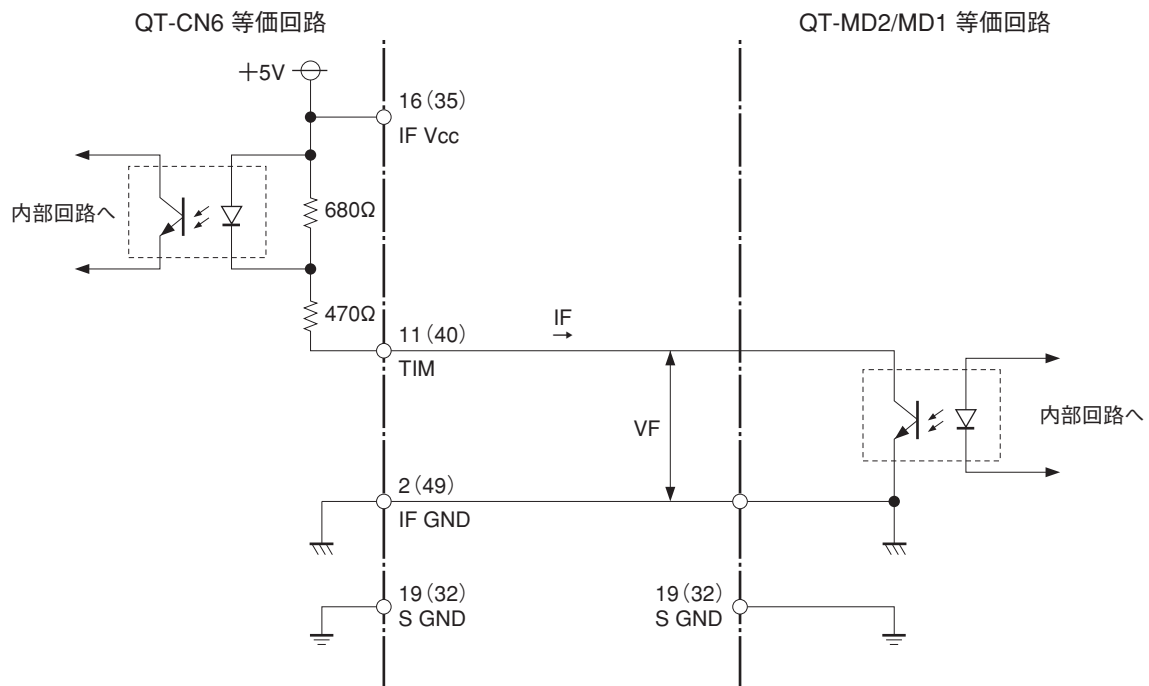 QT-CN6 等価回路
QT-MD2/MD1 等価回路
＋5V
16（35）
IF Vcc
内部回路へ
680Ω
470Ω
IF
11（40）
TIM
VF
内部回路へ
2（49）
IF GND
19（32）
S GND
19（32）
S GND